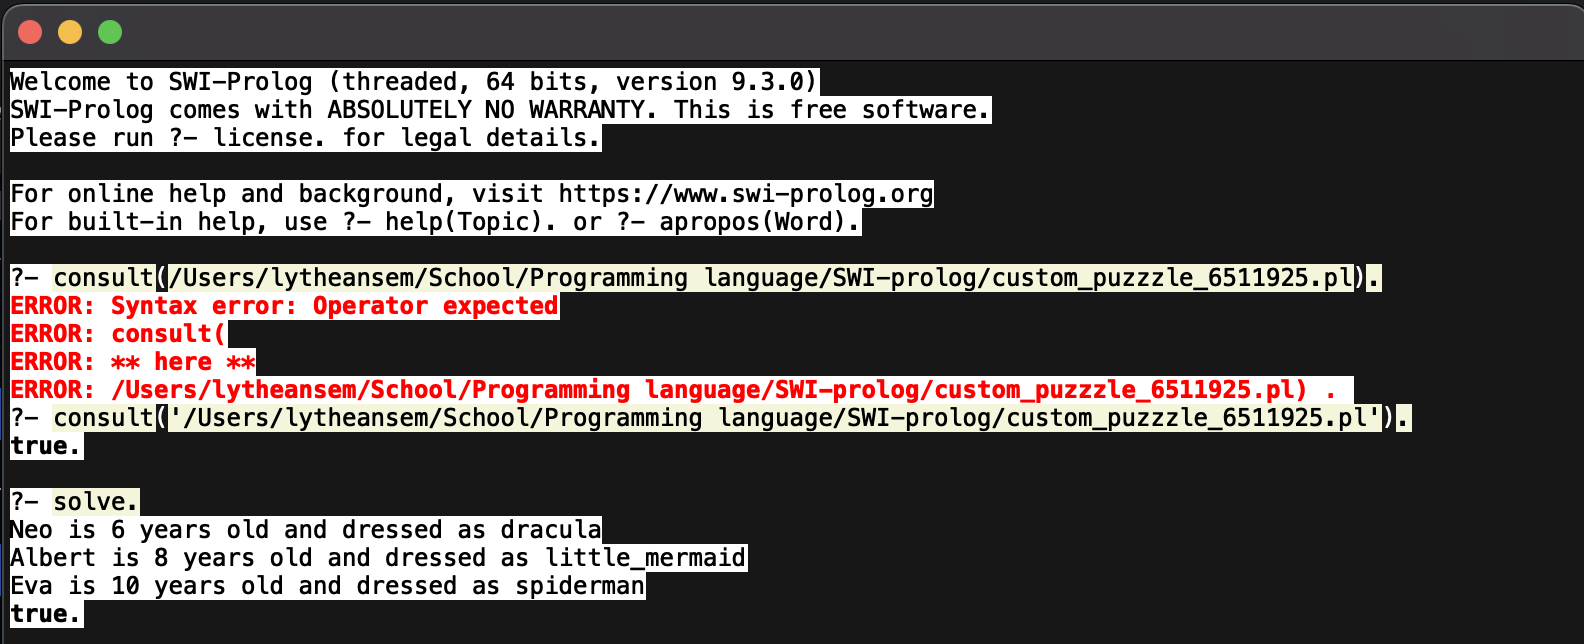 Welcome to SWI-Prolog (threaded, 64 bits, version 9.3.0)
SWI-Prolog comes with ABSOLUTELY NO WARRANTY. This is free software.
Please run ?- license. for legal details.
For online help and background, visit https://www.swi-prolog.org
For built-in help, use ?- help(Topic). or ?- apropos(Word).
?- consult(/Users/lytheansem/School/Programming language/SWI-prolog/custom_puzzzle_6511925.pl).
ERROR: Syntax error: Operator expected
ERROR: consult(
ERROR: ** here **
ERROR: /Users/lytheansem/School/Programming language/SWI-prolog/custom_puzzzle_6511925.pl) .
?- consult('/Users/lytheansem/School/Programming language/SWI-prolog/custom_puzzzle_6511925.pl').
true.
?- solve.
Neo is 6 years old and dressed as dracula
Albert is 8 years old and dressed as little_mermaid
Eva is 10 years old and dressed as spiderman
true.